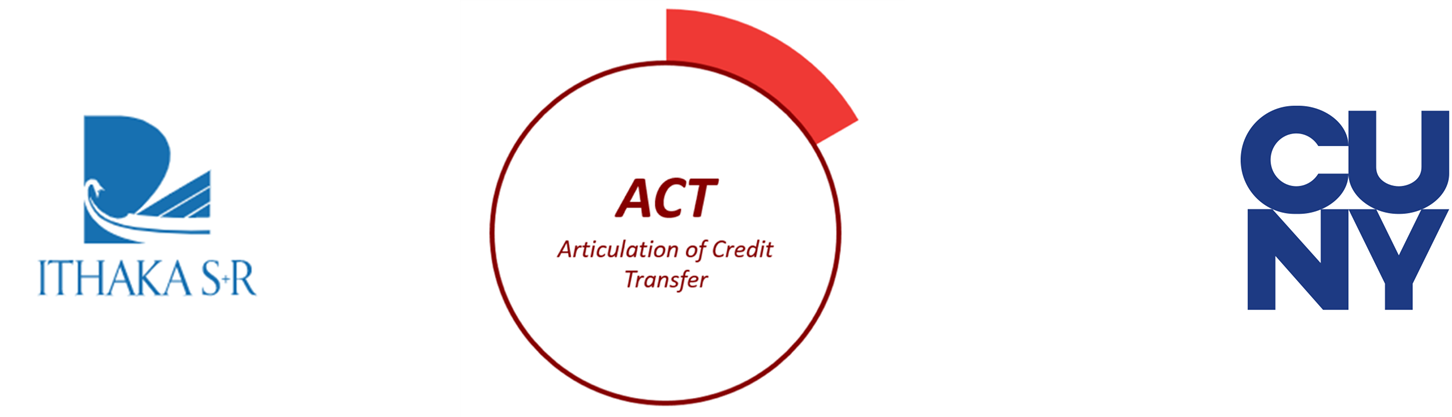 ITHAKA S+R
ACT
Articulation of Credit
Transfer
CU
NY